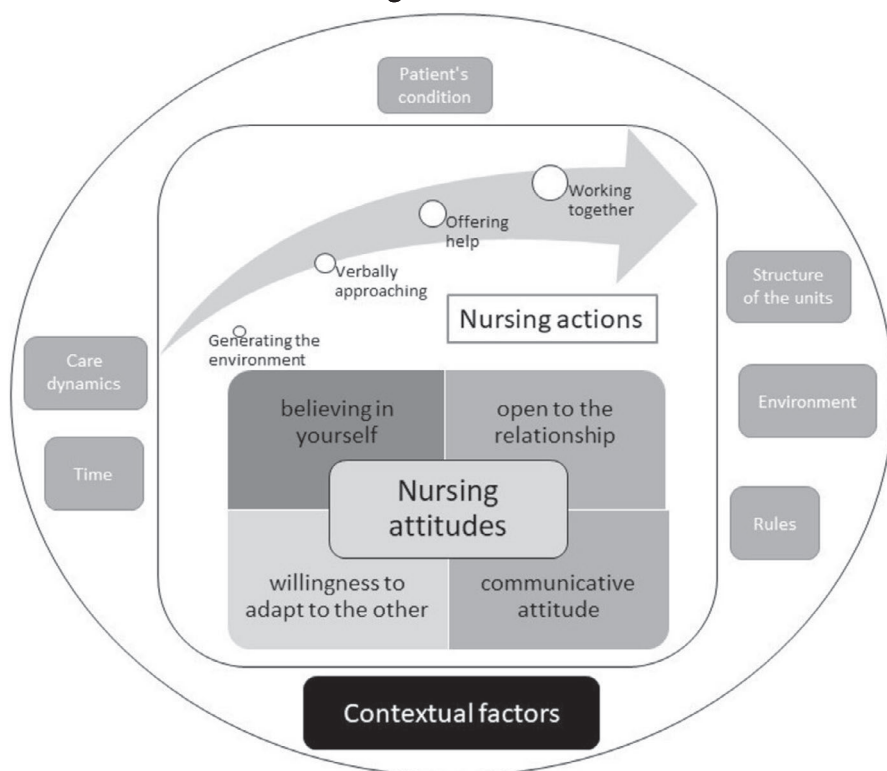 Patient's
condition
Working
together
Offering
help
Verbally
approaching
Generating the
environment
Nursing actions
Structure
of the units
Care
dynamics
Environment
Time
Rules
believing in
yourself
open to the
relationship
Nursing
attitudes
willingness to
adapt to the other
communicative
attitude
Contextual factors